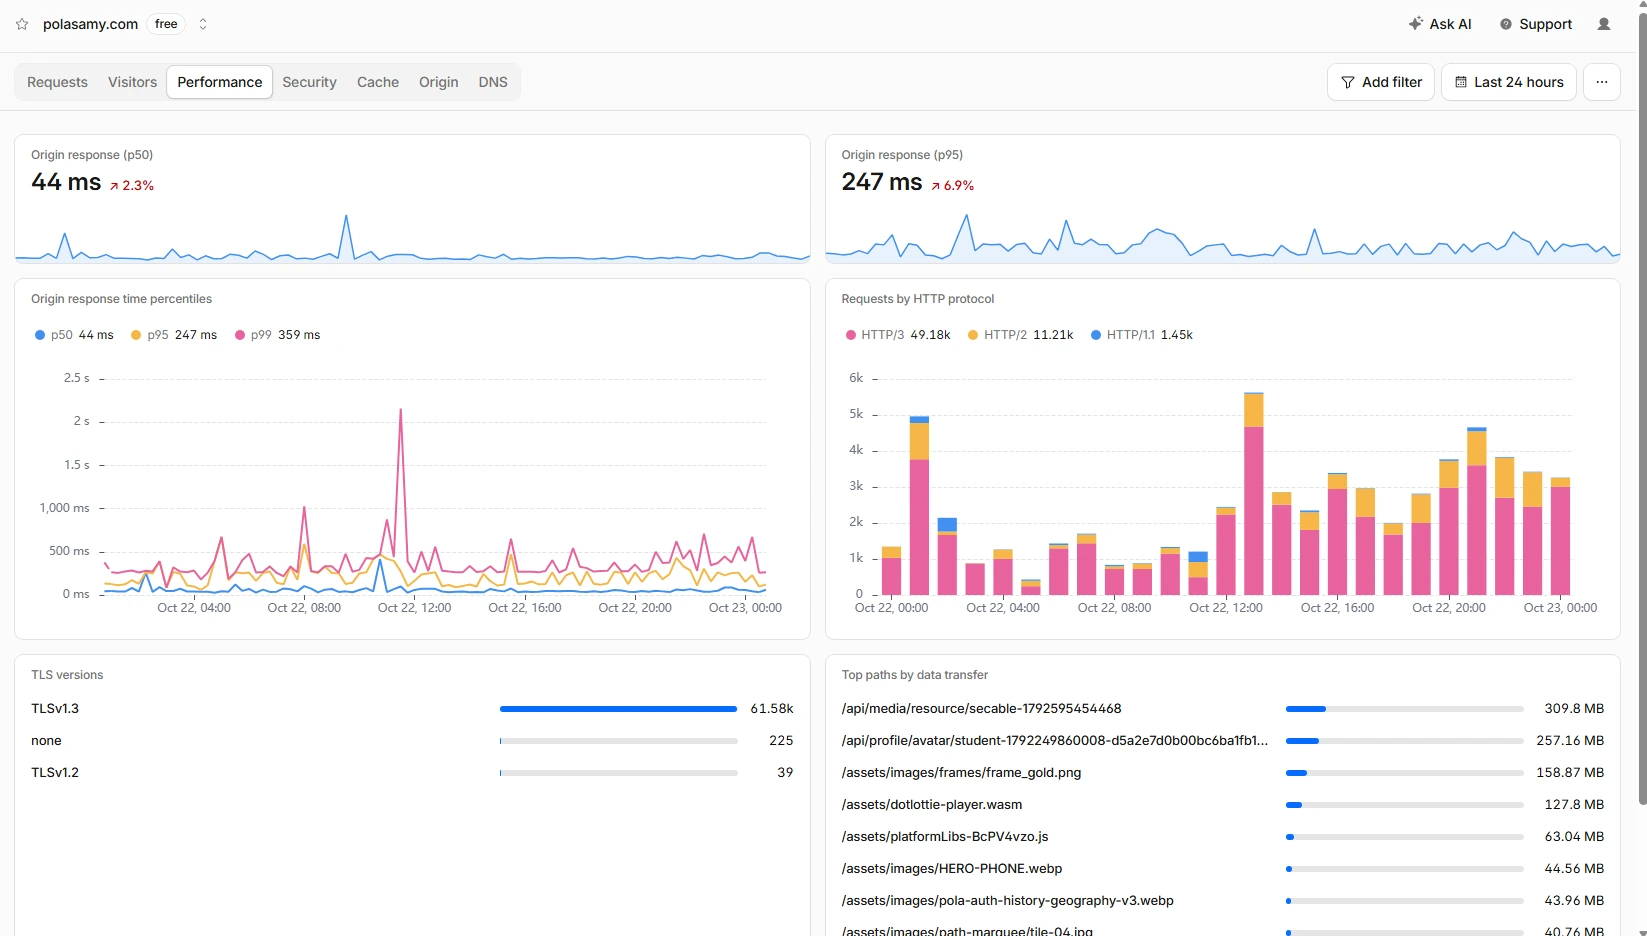 polasamy.com free
Ask AI Support
Requests Visitors Performance Security Cache Origin DNS
Add filter Last 24 hours ...
Origin response (p50)
44 ms ↗ 2.3%
Origin response (p95)
247 ms ↗ 6.9%
Origin response time percentiles
p50 44 ms p95 247 ms p99 359 ms
2.5 s
2 s
1.5 s
1,000 ms
500 ms
0 ms
Oct 22, 04:00 Oct 22, 08:00 Oct 22, 12:00 Oct 22, 16:00 Oct 22, 20:00 Oct 23, 00:00
Requests by HTTP protocol
HTTP/3 49.18k HTTP/2 11.21k HTTP/1.1 1.45k
6k
5k
4k
3k
2k
1k
0
Oct 22, 00:00 Oct 22, 04:00 Oct 22, 08:00 Oct 22, 12:00 Oct 22, 16:00 Oct 22, 20:00 Oct 23, 00:00
TLS versions
TLSv1.3 61.58k
none 225
TLSv1.2 39
Top paths by data transfer
/api/media/resource/secable-1792595454468 309.8 MB
/api/profile/avatar/student-1792249860008-d5a2e7d0b00bc6ba1fb1... 257.16 MB
/assets/images/frames/frame_gold.png 158.87 MB
/assets/dotlottie-player.wasm 127.8 MB
/assets/platformLibs-BcPV4vzo.js 63.04 MB
/assets/images/HERO-PHONE.webp 44.56 MB
/assets/images/pola-auth-history-geography-v3.webp 43.96 MB
/assets/images/path-marquee/tile-04.jpg 40.76 MB